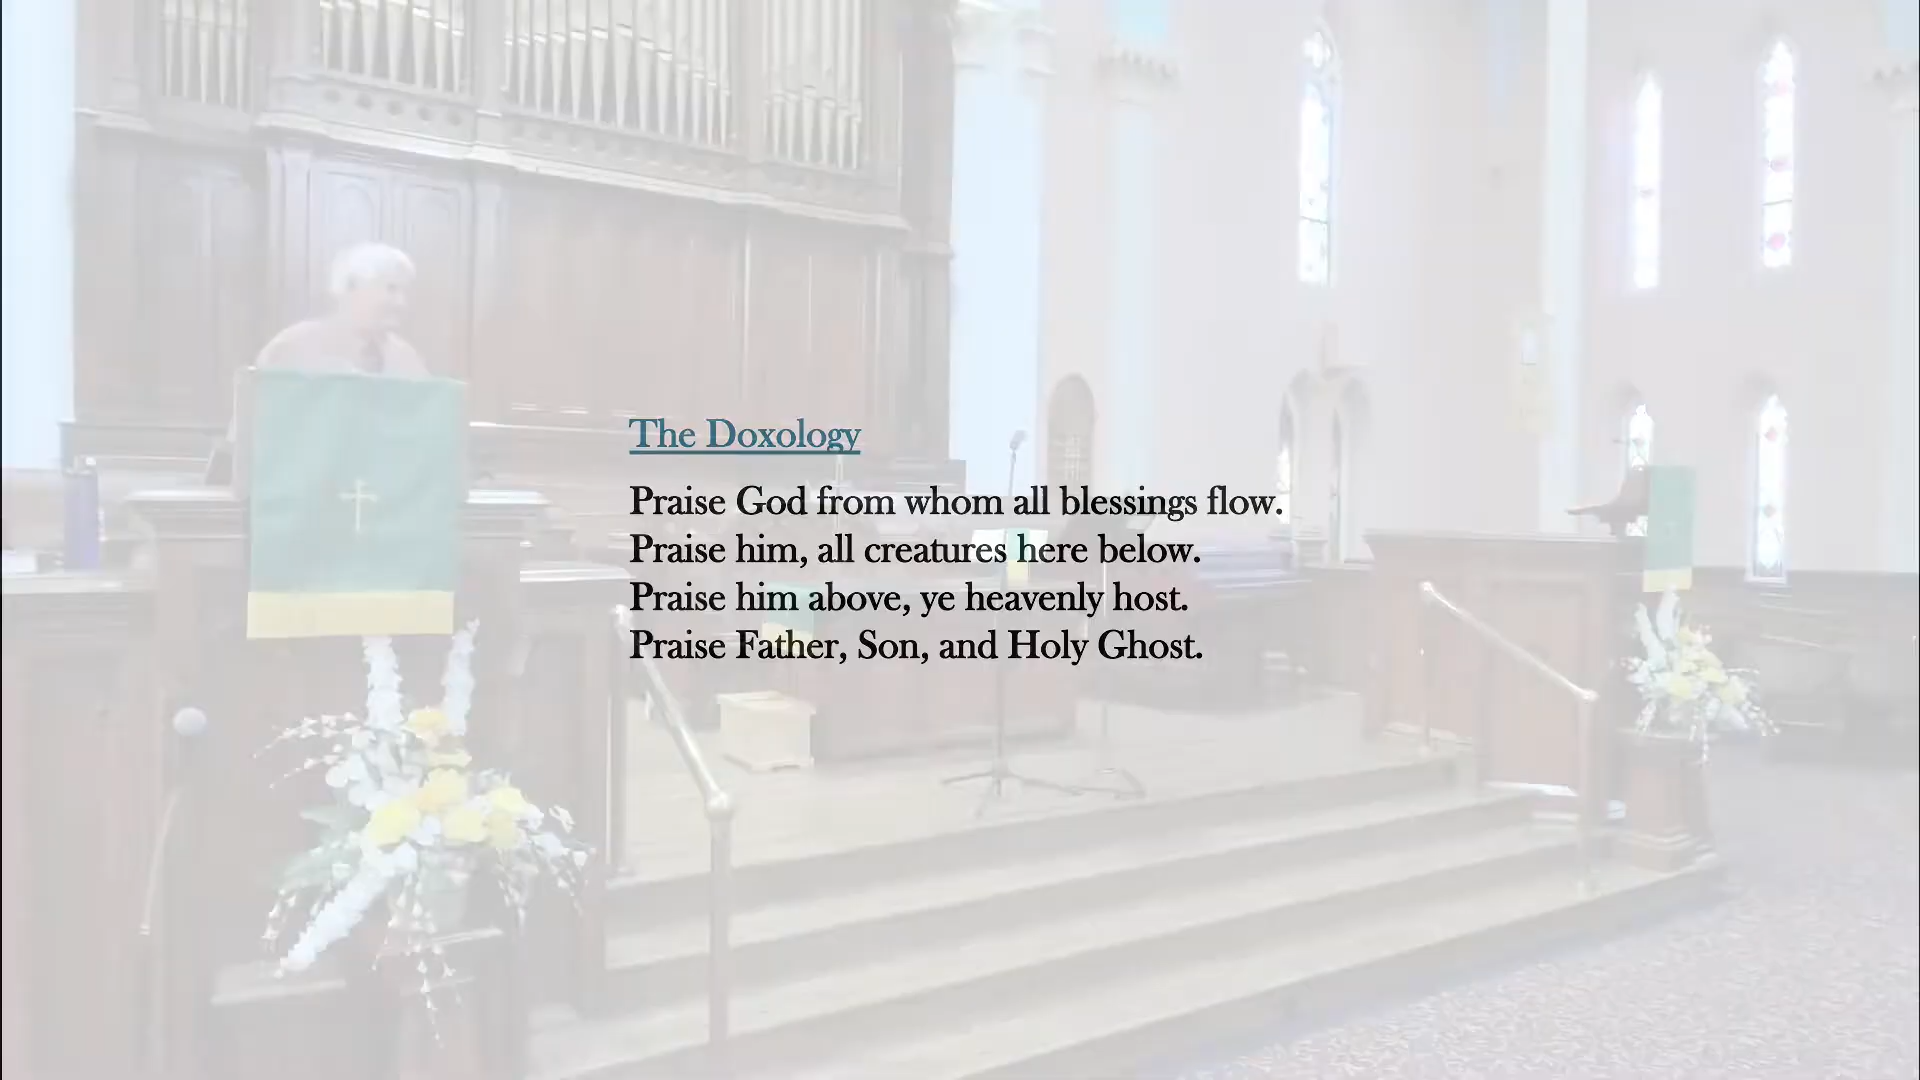 The Doxology
Praise God from whom all blessings flow.
Praise him, all creatures here below.
Praise him above, ye heavenly host.
Praise Father, Son, and Holy Ghost.